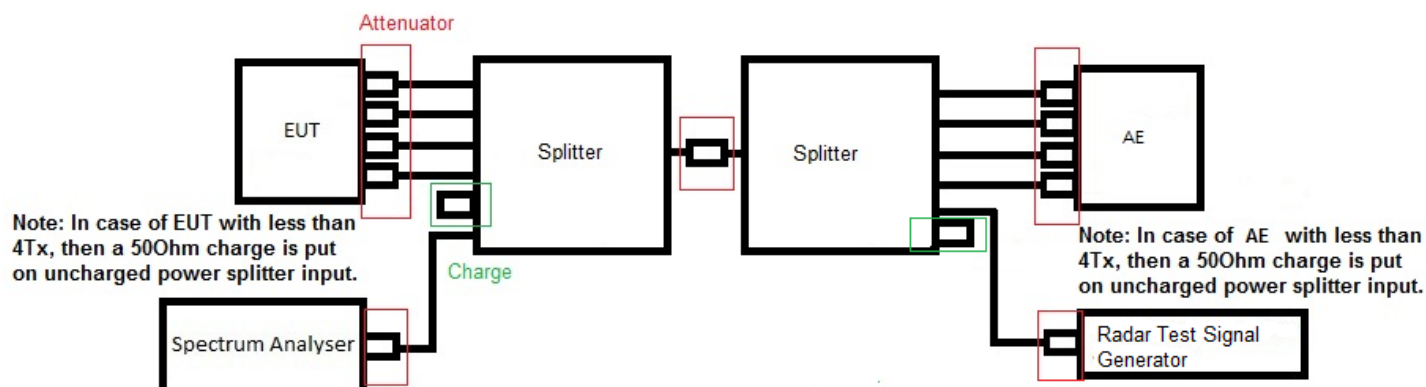 Attenuator
EUT
Splitter
Splitter
AE
Note: In case of EUT with less than
4Tx, then a 50Ohm charge is put
on uncharged power splitter input.
Charge
Note: In case of AE with less than
4Tx, then a 50Ohm charge is put
on uncharged power splitter input.
Spectrum Analyser
Radar Test Signal
Generator